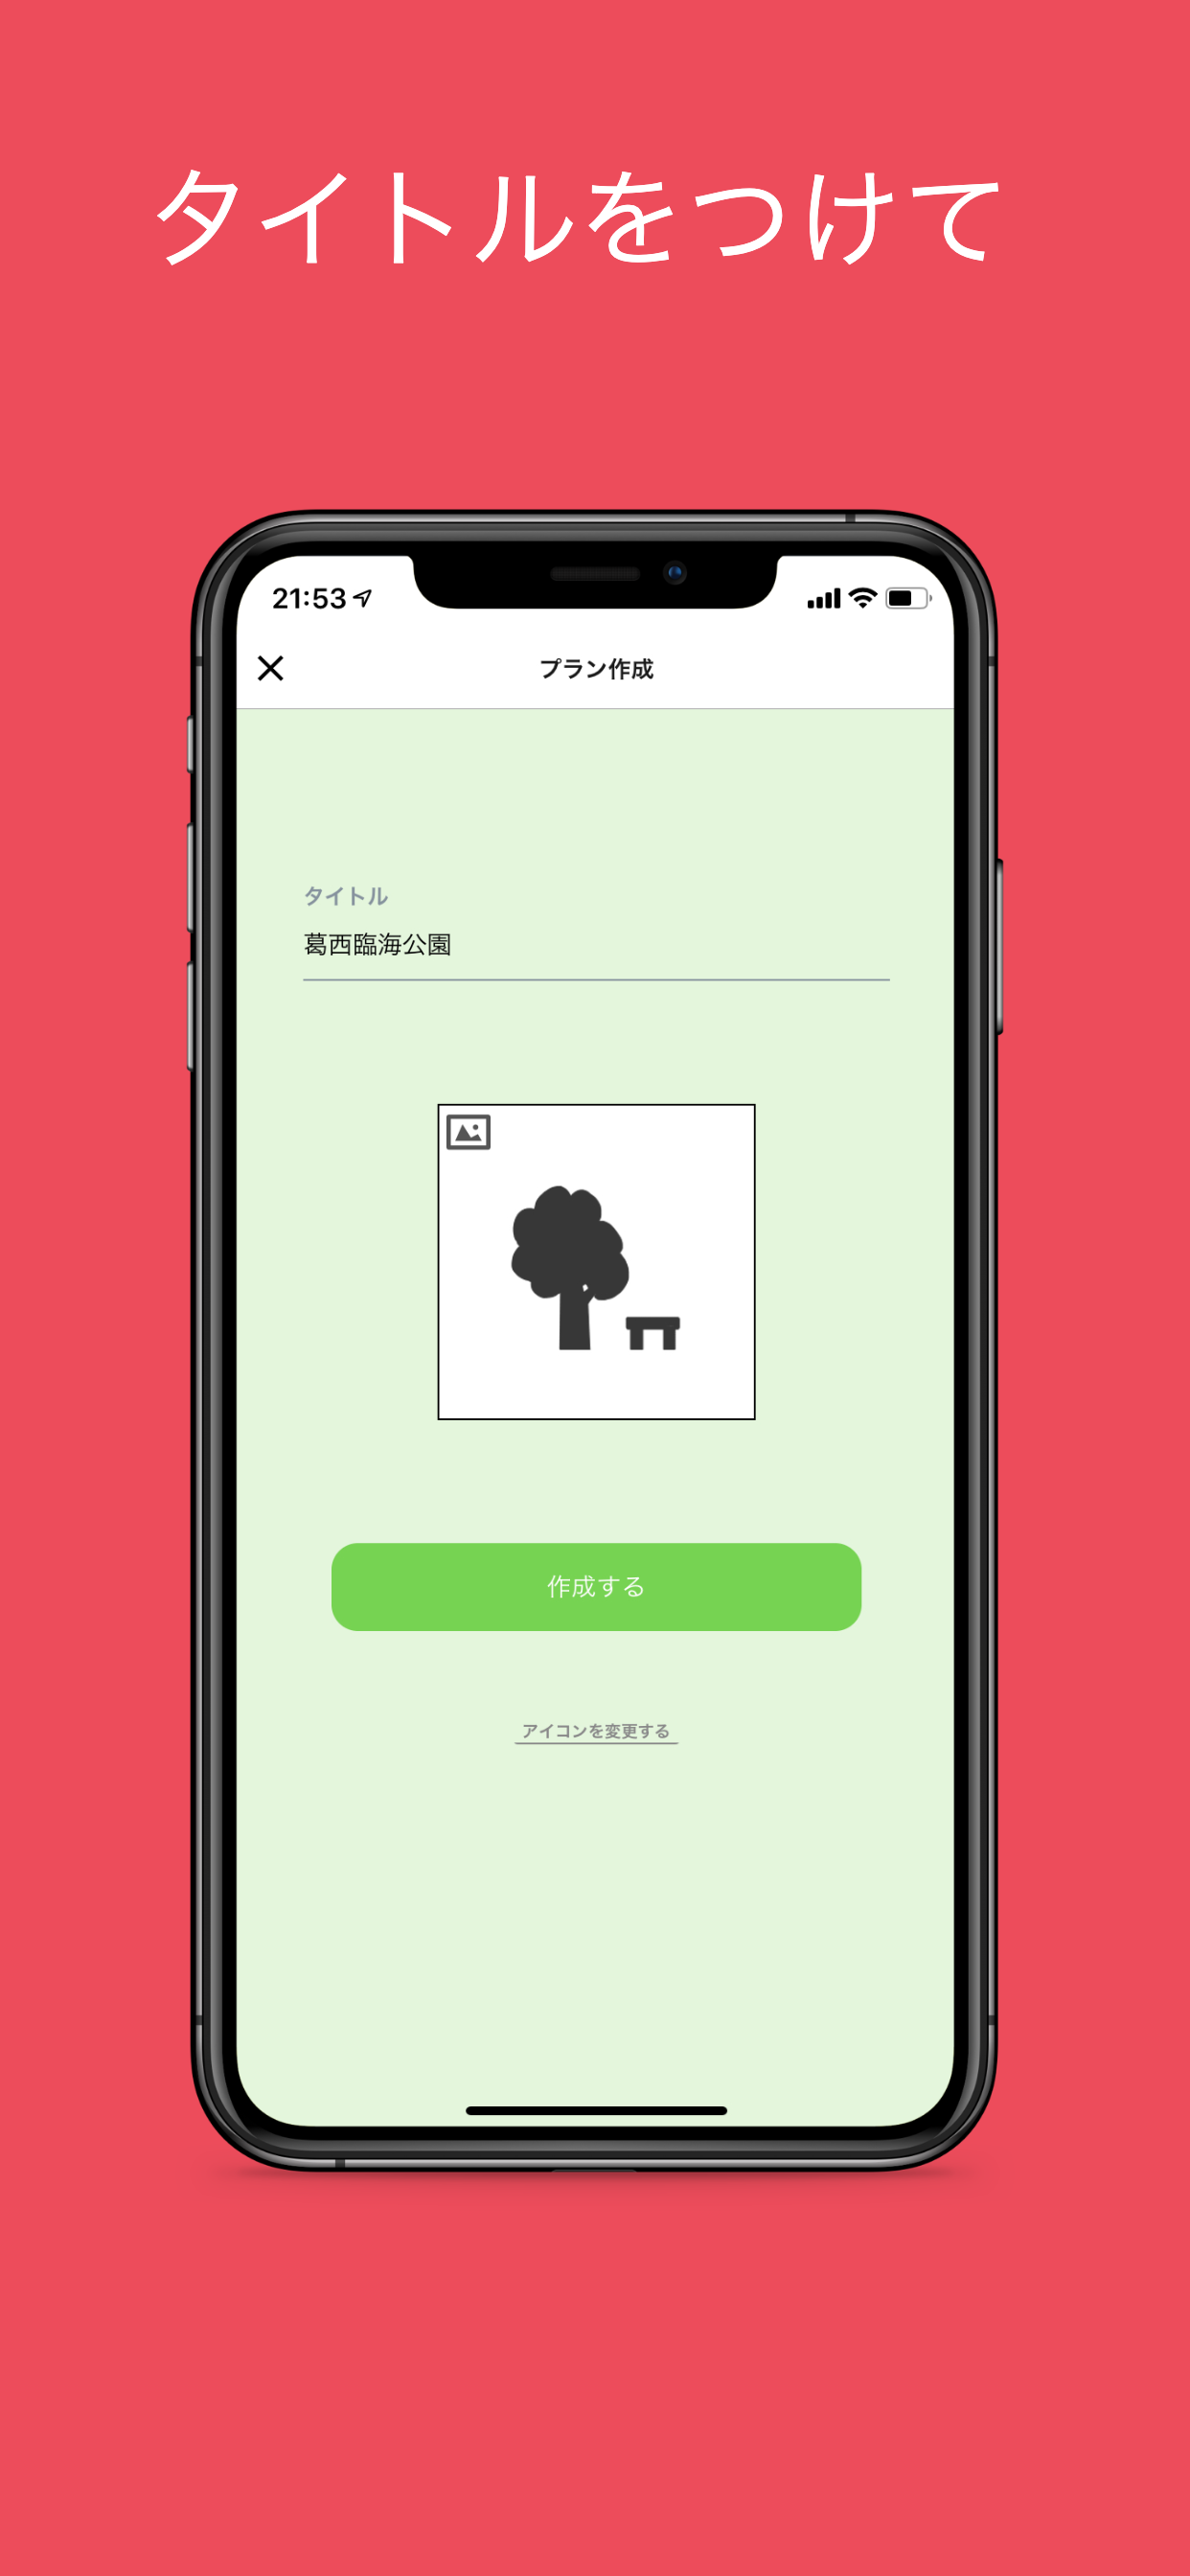 タイトルをつけて
21:53
プラン作成
タイトル
葛西臨海公園
作成する
アイコンを変更する